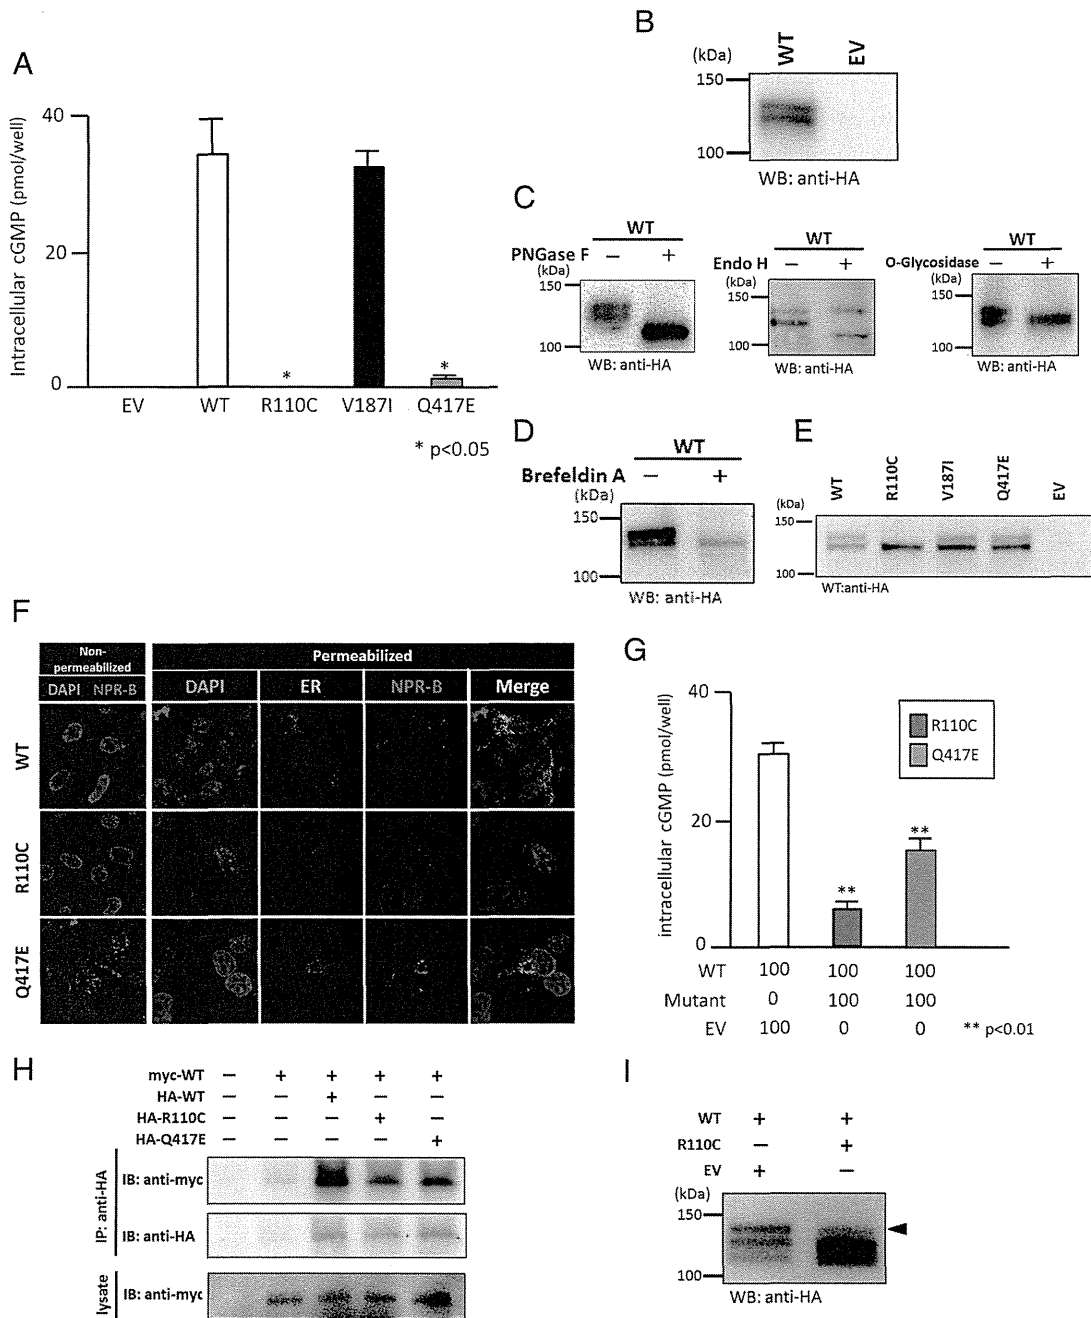 A
Intracellular cGMP (pmol/well)
40
20
0
EV WT R110C V187I Q417E
*
*
* p<0.05
B
(kDa) WT EV
150
100
WB: anti-HA
C
WT
PNGase F − +
(kDa)
150
100
WB: anti-HA
WT
Endo H − +
(kDa)
150
100
WB: anti-HA
WT
O-Glycosidase − +
(kDa)
150
100
WB: anti-HA
D
WT
Brefeldin A − +
(kDa)
150
100
WB: anti-HA
E
WT R110C V187I Q417E EV
(kDa)
150
100
WT:anti-HA
F
Non-
permeabilized
Permeabilized
DAPI NPR-B DAPI ER NPR-B Merge
WT
R110C
Q417E
G
intracellular cGMP (pmol/well)
40
20
0
R110C
Q417E
**
**
WT 100 100 100
Mutant 0 100 100
EV 100 0 0
** p<0.01
H
myc-WT − + + + +
HA-WT − − + − −
HA-R110C − − − + −
HA-Q417E − − − − +
IP: anti-HA
IB: anti-myc
IB: anti-HA
lysate
IB: anti-myc
I
WT + +
R110C − +
EV + −
(kDa)
150
100
WB: anti-HA